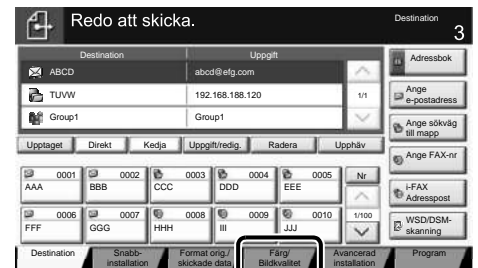 Redo att skicka.
Destination
3
Destination
Uppgift
ABCD
abcd@efg.com
TUVW
192.168.188.120
1/1
Group1
Group1
Upptaget
Direkt
Kedja
Uppgift/redig.
Radera
Upphäv
0001
AAA
0002
BBB
0003
CCC
0004
DDD
0005
EEE
Nr
0006
FFF
0007
GGG
0008
HHH
0009
III
0010
JJJ
1/100
Adressbok
Ange
e-postadress
Ange sökväg
till mapp
Ange FAX-nr
i-FAX
Adresspost
WSD/DSM-
skanning
Destination
Snabb-
installation
Format orig./
skickade data
Färg/
Bildkvalitet
Avancerad
installation
Program